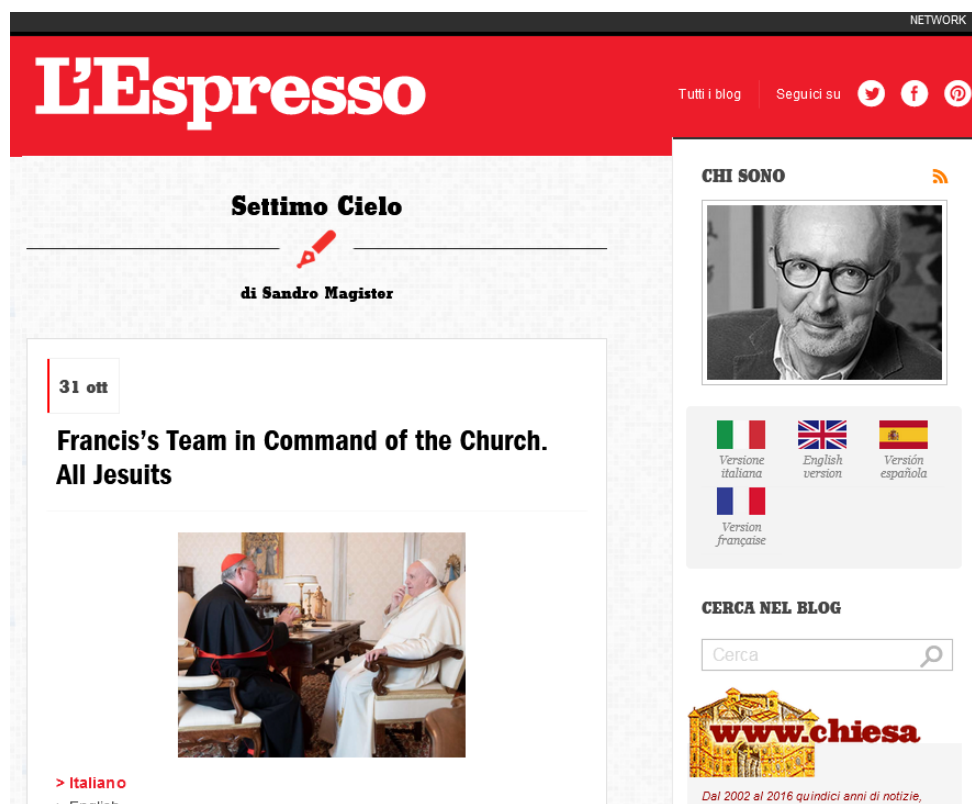 NETWORK
L'Espresso
Tutti i blog
Seguici su
Settimo Cielo
di Sandro Magister
31 ott
Francis's Team in Command of the Church.
All Jesuits
> Italiano
> English
CHI SONO
Versione
italiana
English
version
Versión
española
Version
française
CERCA NEL BLOG
Cerca
www.chiesa
Dal 2002 al 2016 quindici anni di notizie,